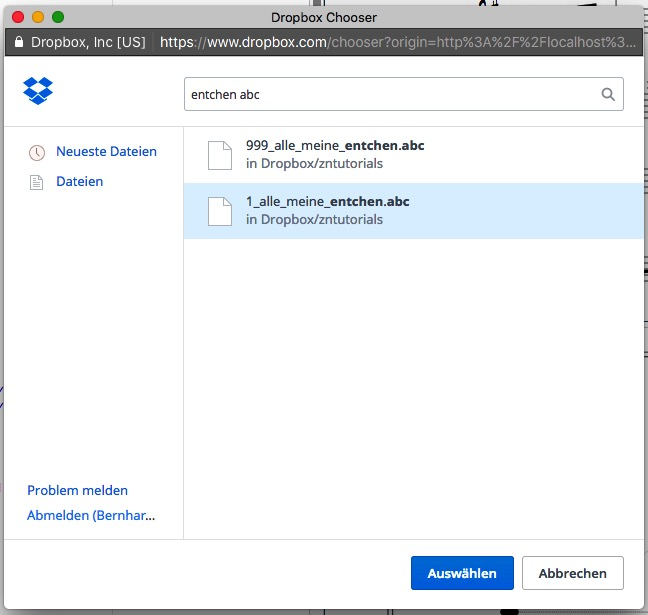 Dropbox Chooser
Dropbox, Inc [US] https://www.dropbox.com/chooser?origin=http%3A%2F%2Flocalhost%3...
entchen abc
Neueste Dateien
Dateien
999_alle_meine_entchen.abc
in Dropbox/zntutorials
1_alle_meine_entchen.abc
in Dropbox/zntutorials
Problem melden
Abmelden (Bernhar...
Auswählen Abbrechen